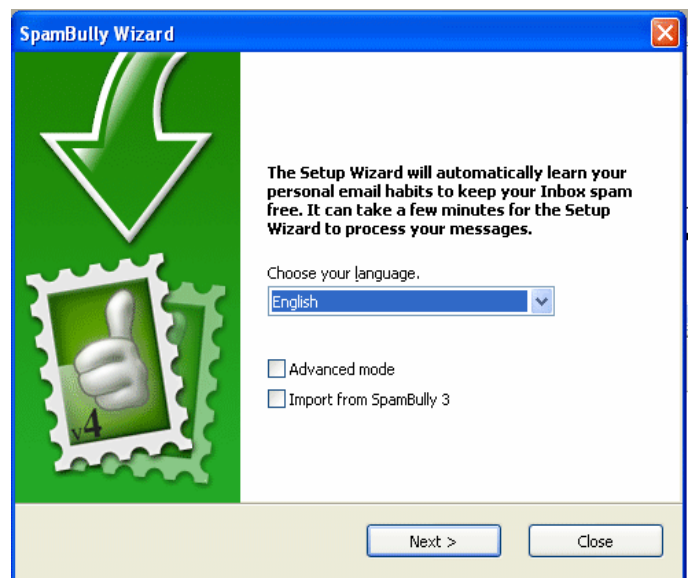 SpamBully Wizard
The Setup Wizard will automatically learn your
personal email habits to keep your Inbox spam
free. It can take a few minutes for the Setup
Wizard to process your messages.
Choose your language.
English
Advanced mode
Import from SpamBully 3
v4
Next >
Close